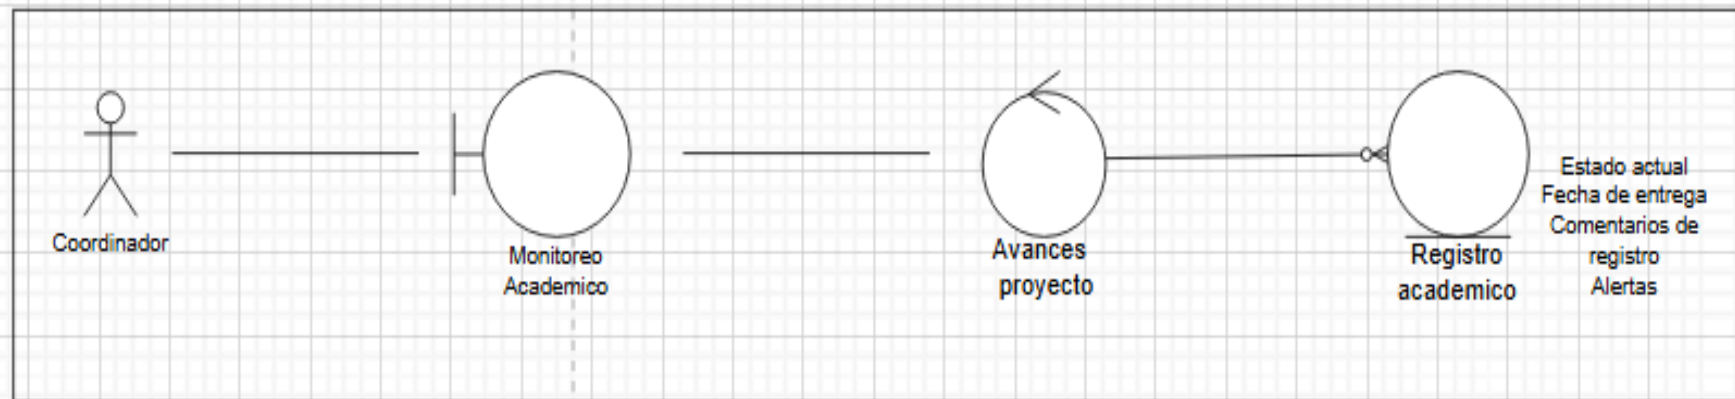 Coordinador
Monitoreo
Academico
Avances
proyecto
Registro
academico
Estado actual
Fecha de entrega
Comentarios de
registro
Alertas